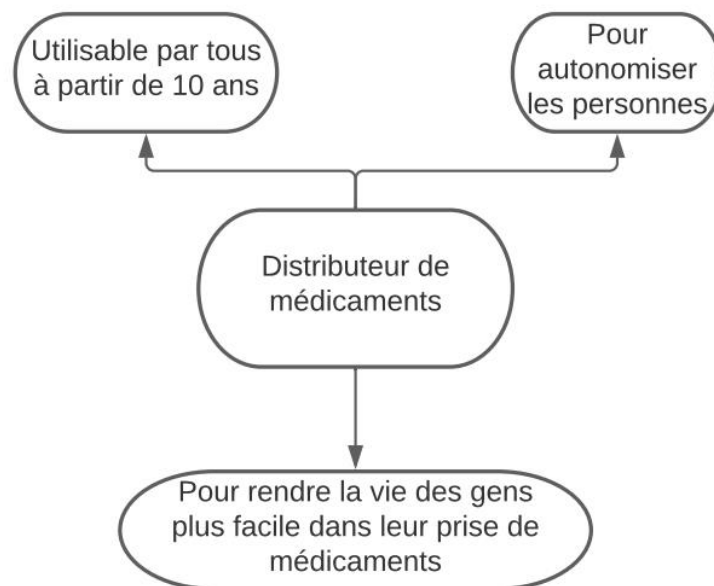 Utilisable par tous
à partir de 10 ans
Pour
autonomiser
les personnes
Distributeur de
médicaments
Pour rendre la vie des gens
plus facile dans leur prise de
médicaments